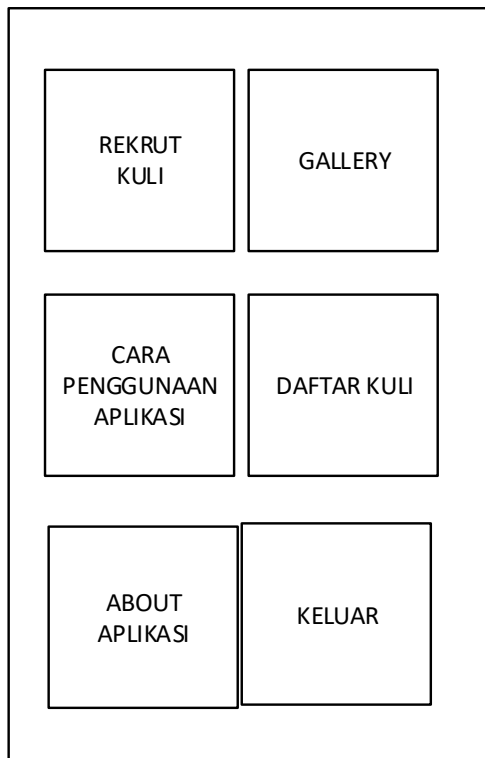 REKRUT
KULI
GALLERY
CARA
PENGGUNAAN
APLIKASI
DAFTAR KULI
ABOUT
APLIKASI
KELUAR